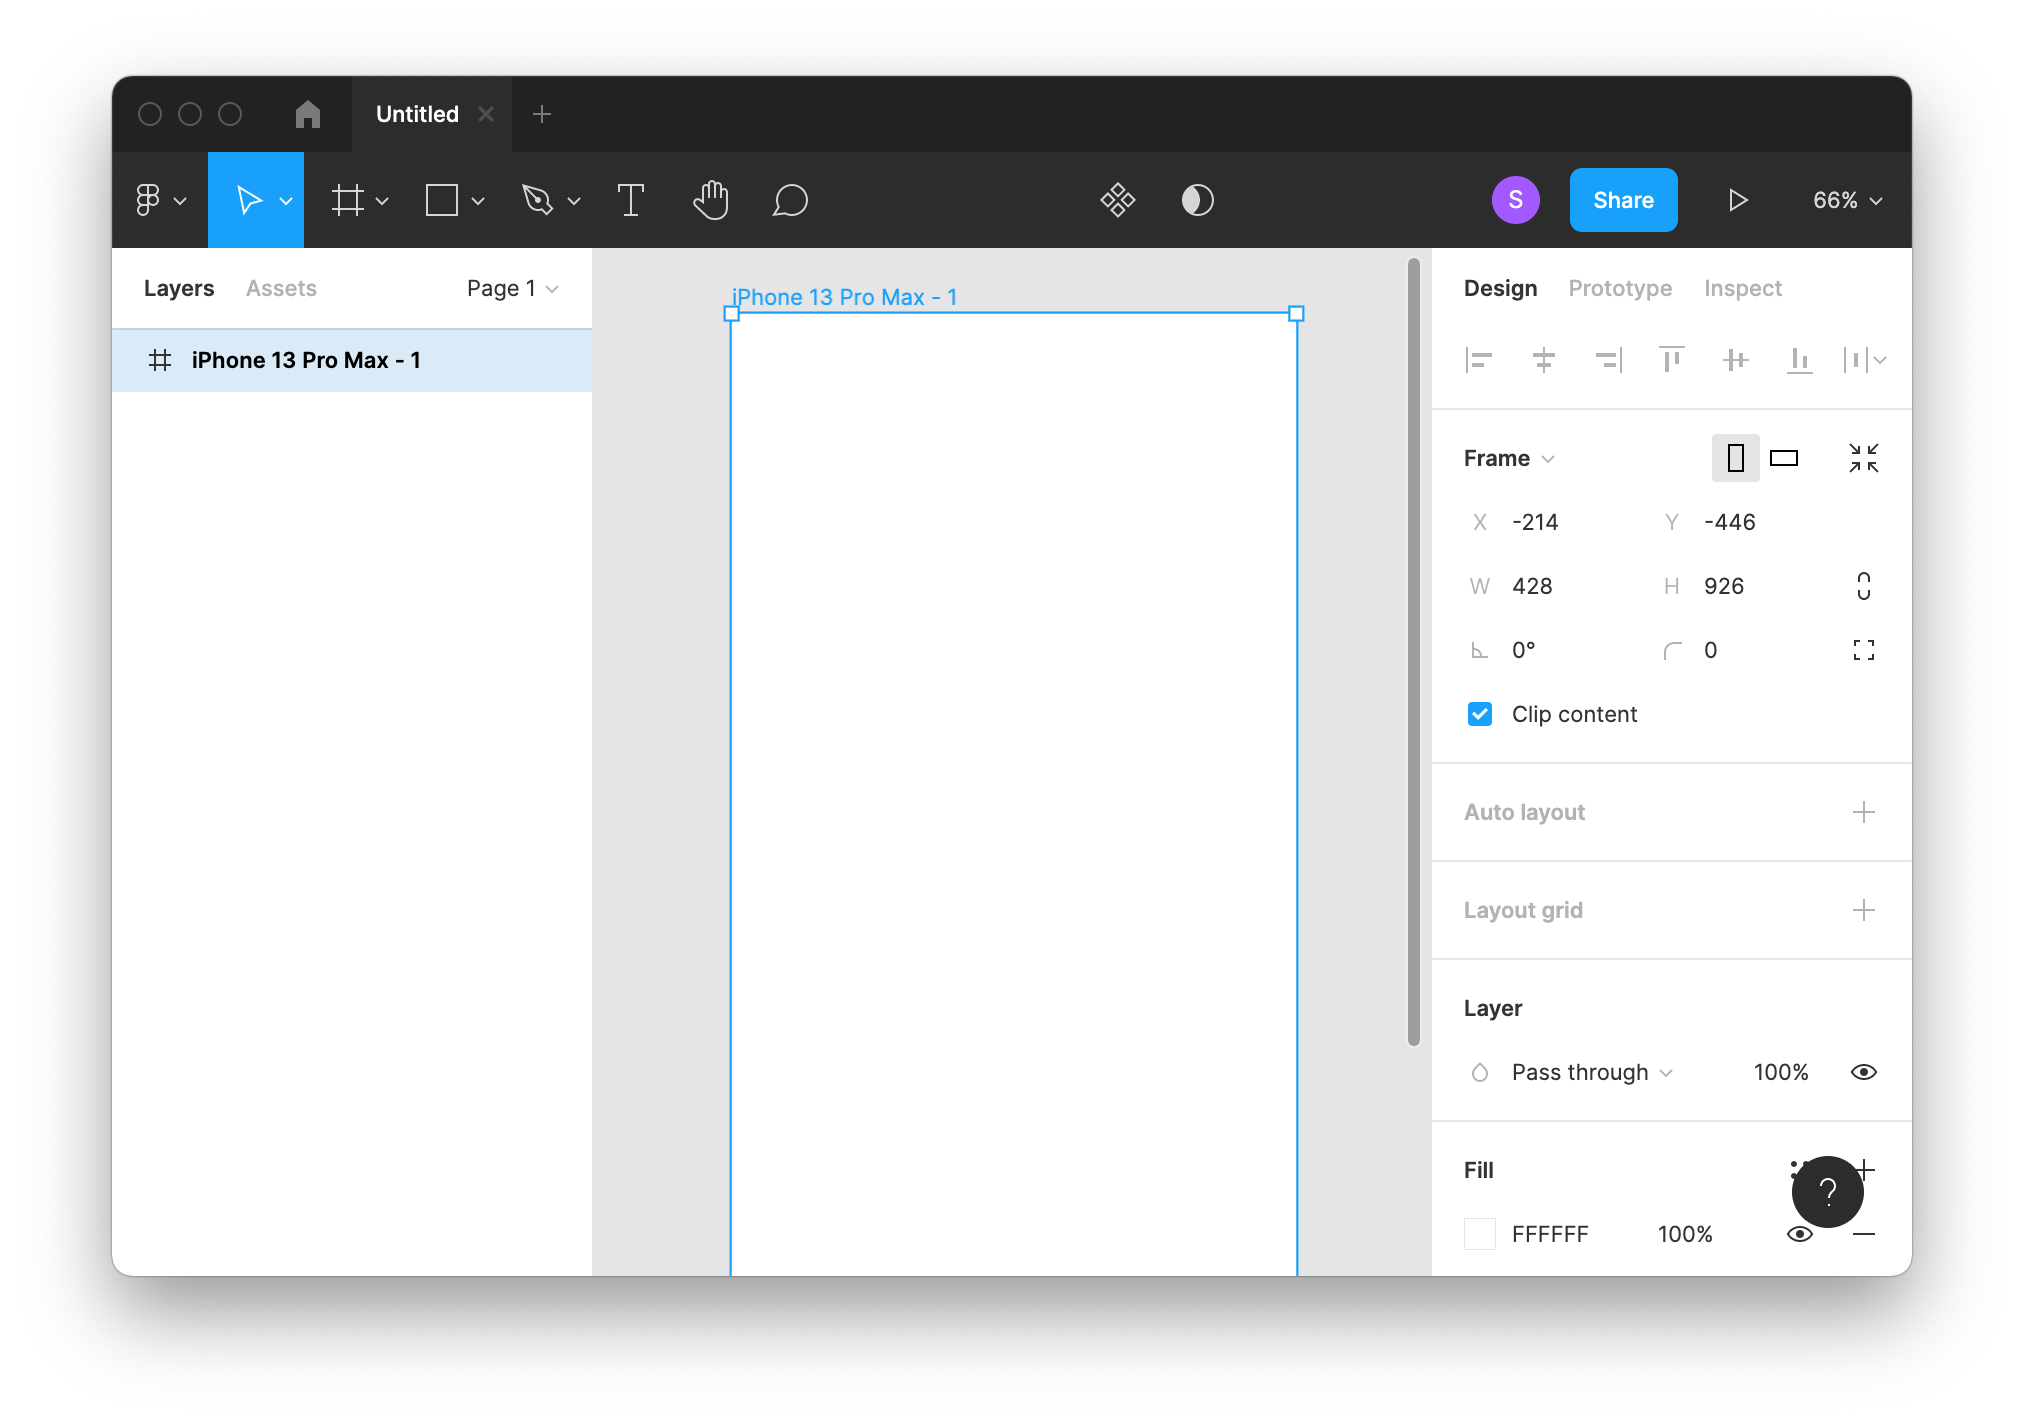 Untitled
S
Share
66%
Layers
Assets
Page 1
iPhone 13 Pro Max - 1
iPhone 13 Pro Max - 1
Design
Prototype
Inspect
Frame
X -214
Y -446
W 428
H 926
0°
0
Clip content
Auto layout
Layout grid
Layer
Pass through
100%
Fill
?
FFFFFF
100%